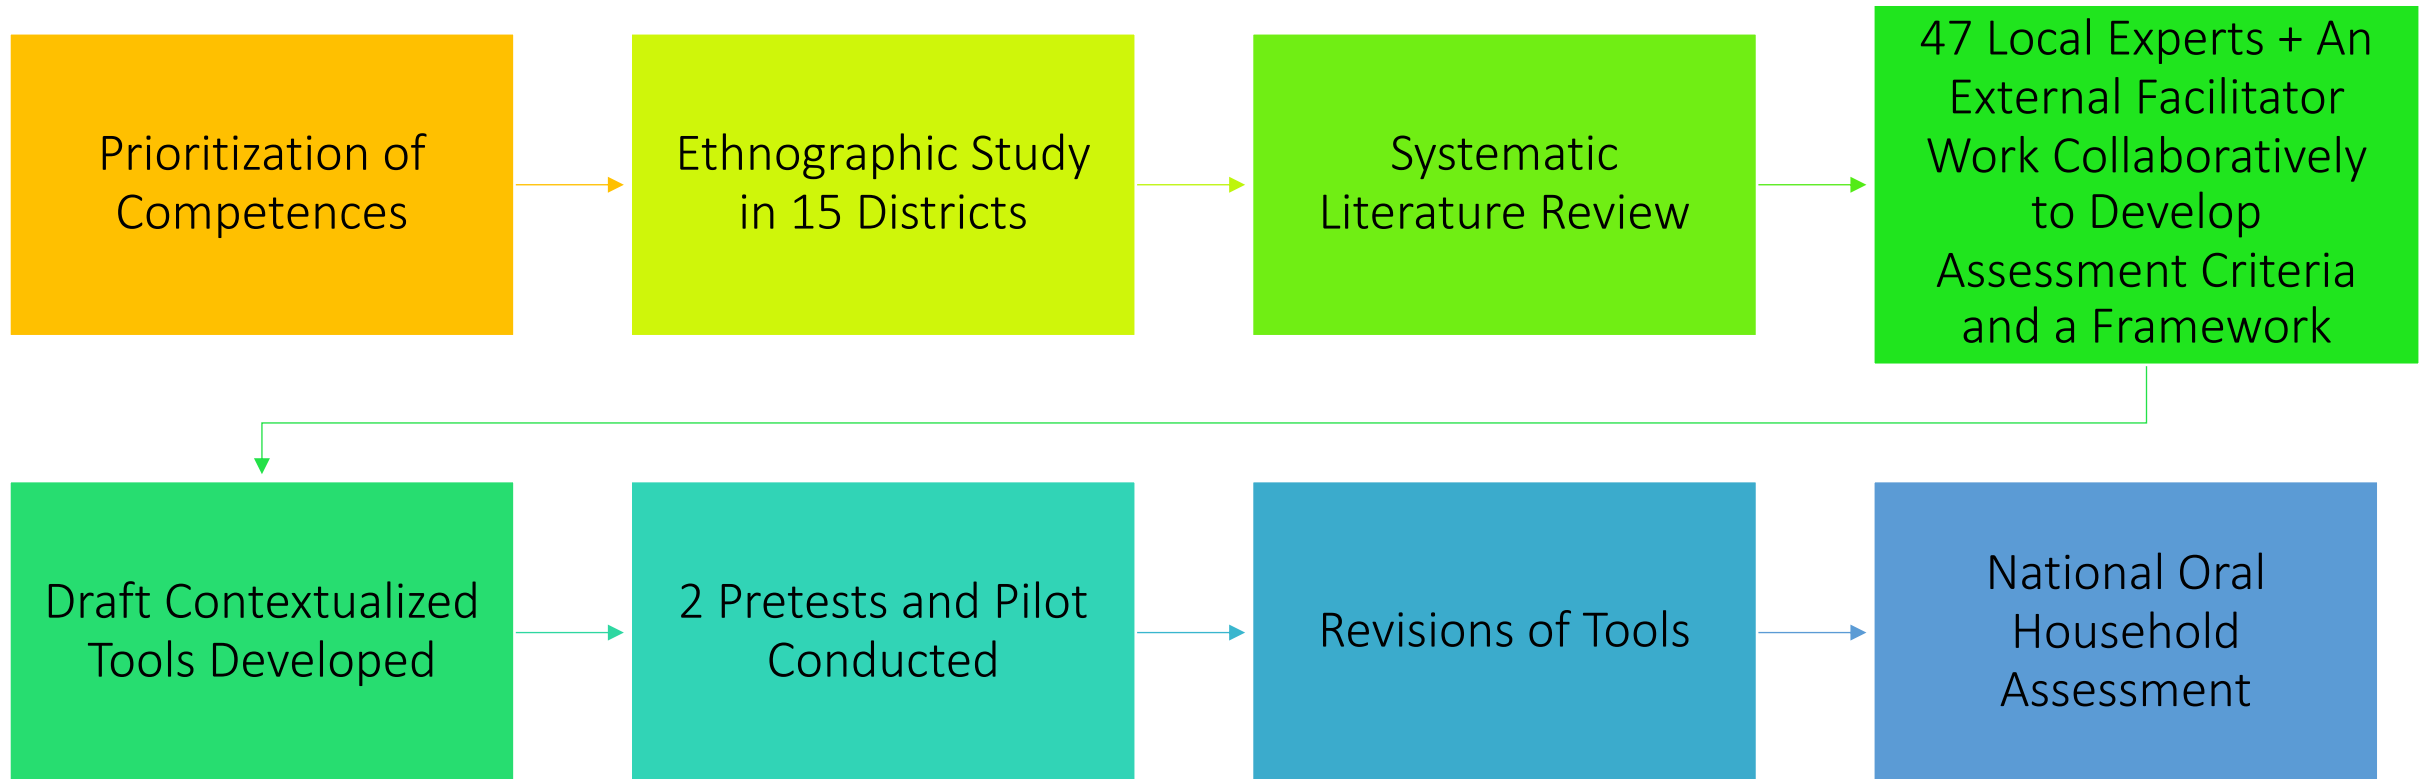 Prioritization of
Competences
Ethnographic Study
in 15 Districts
Systematic
Literature Review
47 Local Experts + An
External Facilitator
Work Collaboratively
to Develop
Assessment Criteria
and a Framework
Draft Contextualized
Tools Developed
2 Pretests and Pilot
Conducted
Revisions of Tools
National Oral
Household
Assessment